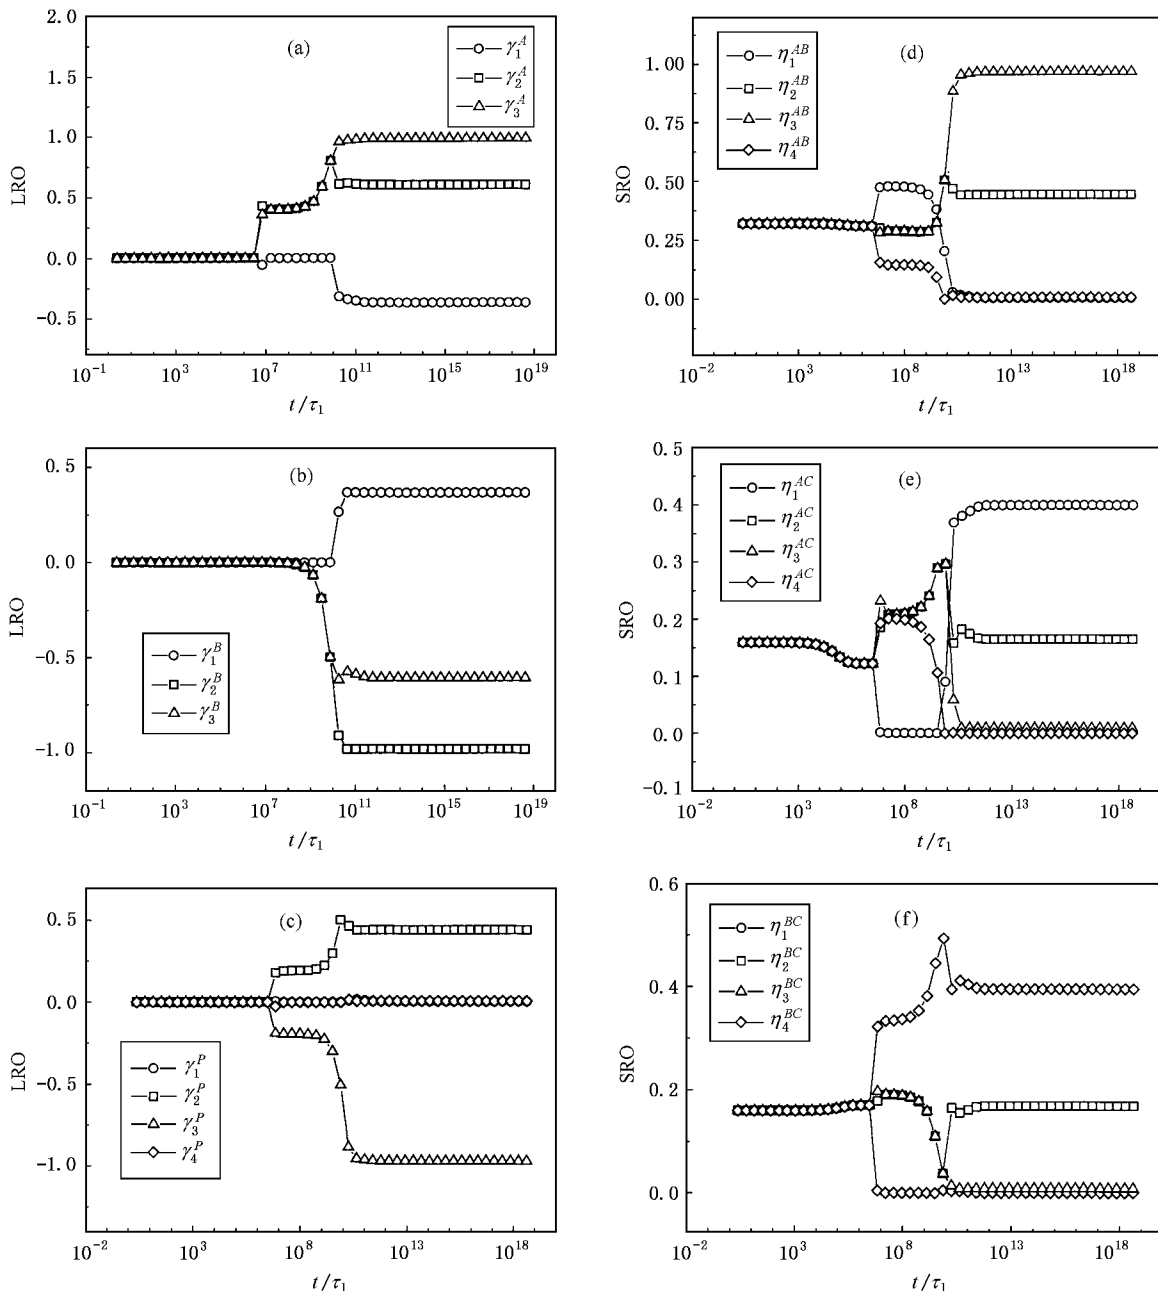 (a)
γ₁ᴬ
γ₂ᴬ
γ₃ᴬ
LRO
2.0
1.5
1.0
0.5
0.0
−0.5
10⁻¹ 10³ 10⁷ 10¹¹ 10¹⁵ 10¹⁹
t/τ₁
(d)
η₁ᴬᴮ
η₂ᴬᴮ
η₃ᴬᴮ
η₄ᴬᴮ
SRO
1.00
0.75
0.50
0.25
0.00
10⁻² 10³ 10⁸ 10¹³ 10¹⁸
t/τ₁
(b)
γ₁ᴮ
γ₂ᴮ
γ₃ᴮ
LRO
0.5
0.0
−0.5
−1.0
10⁻¹ 10³ 10⁷ 10¹¹ 10¹⁵ 10¹⁹
t/τ₁
(e)
η₁ᴬC
η₂ᴬC
η₃ᴬC
η₄ᴬC
SRO
0.5
0.4
0.3
0.2
0.1
0.0
−0.1
10⁻² 10³ 10⁸ 10¹³ 10¹⁸
t/τ₁
(c)
γ₁ᴾ
γ₂ᴾ
γ₃ᴾ
γ₄ᴾ
LRO
0.5
0.0
−0.5
−1.0
10⁻² 10³ 10⁸ 10¹³ 10¹⁸
t/τ₁
(f)
η₁ᴮC
η₂ᴮC
η₃ᴮC
η₄ᴮC
SRO
0.6
0.4
0.2
0.0
10⁻² 10³ 10⁸ 10¹³ 10¹⁸
t/τ₁